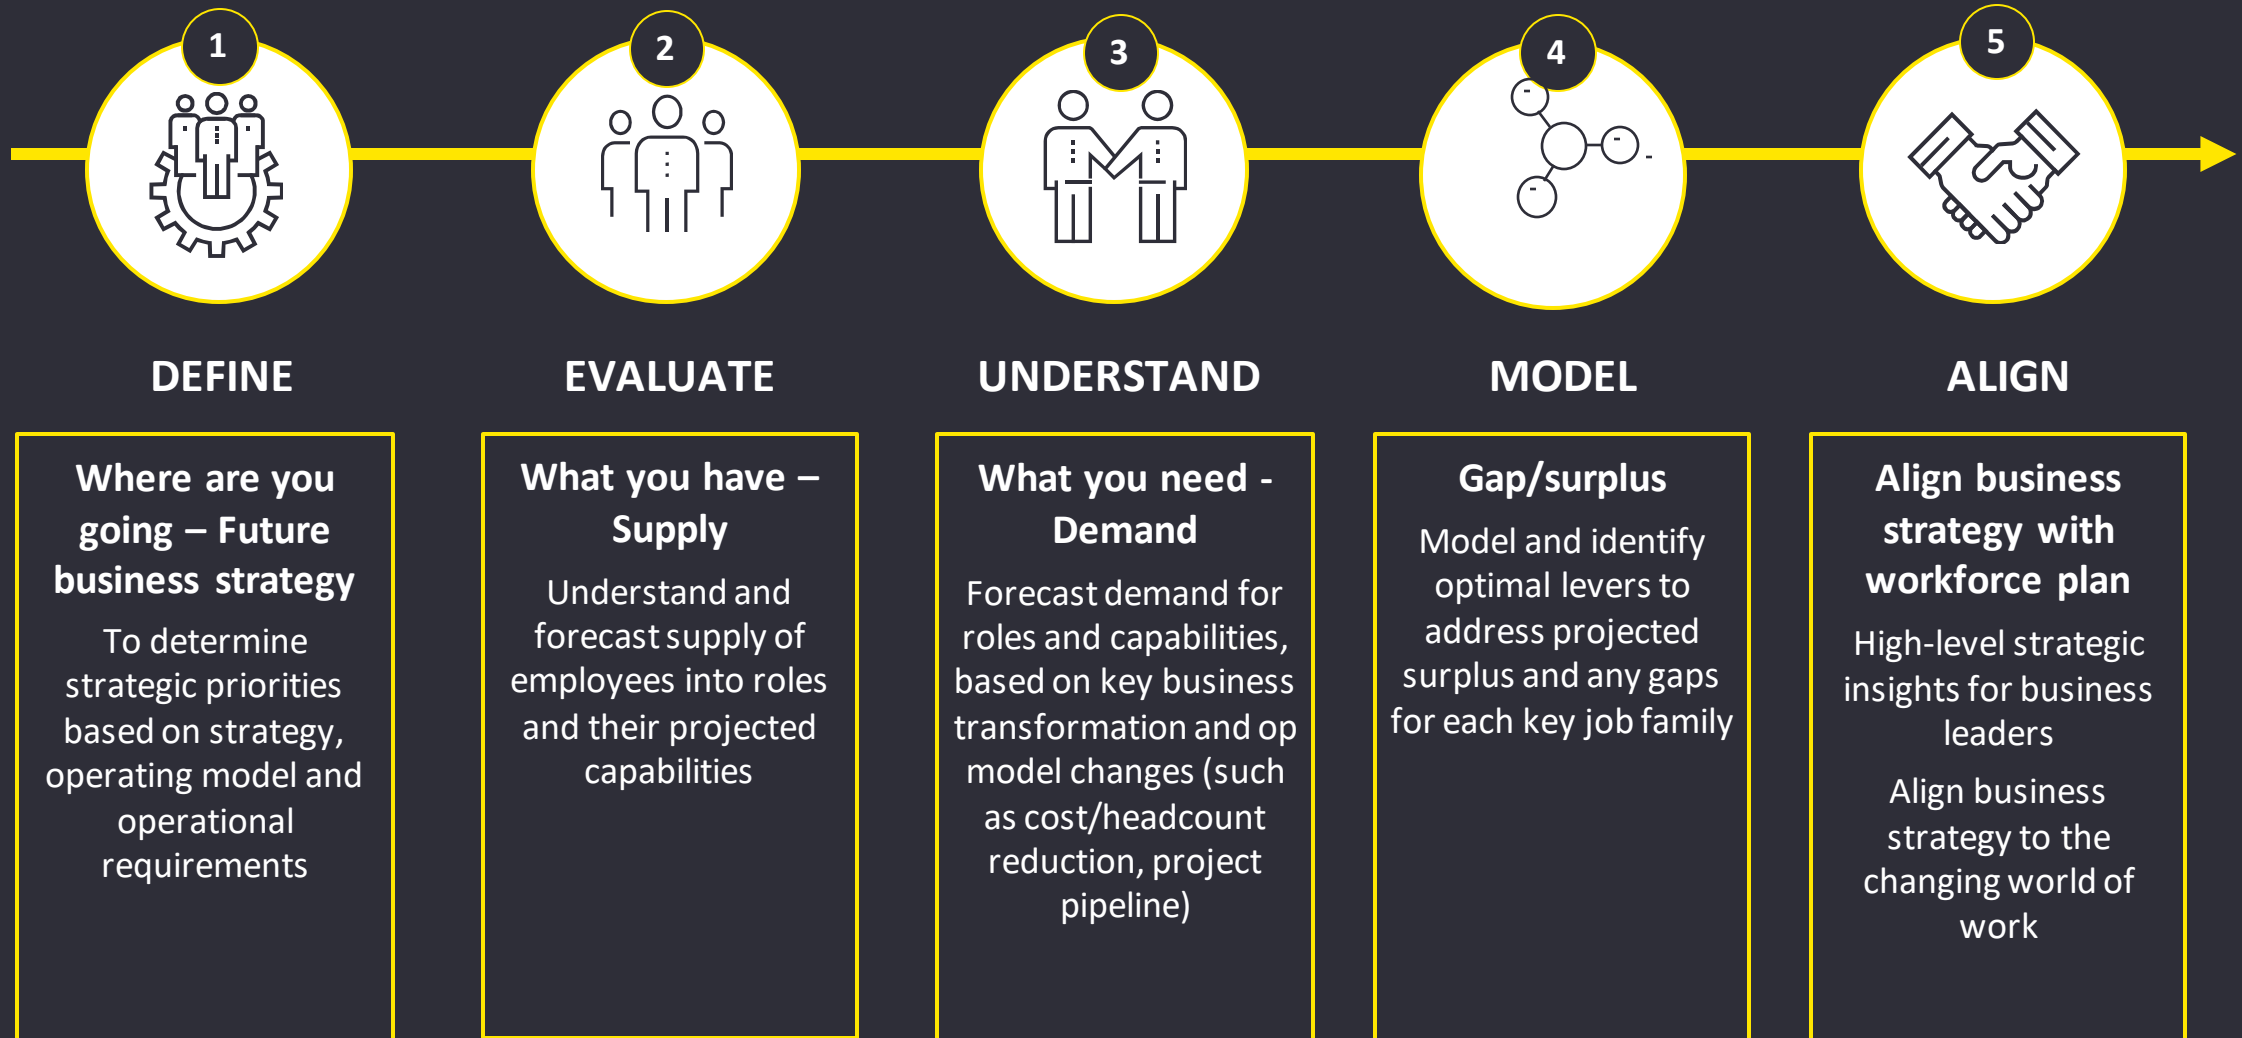 1
2
3
4
5
DEFINE
EVALUATE
UNDERSTAND
MODEL
ALIGN
Where are you
going – Future
business strategy
To determine
strategic priorities
based on strategy,
operating model and
operational
requirements
What you have –
Supply
Understand and
forecast supply of
employees into roles
and their projected
capabilities
What you need -
Demand
Forecast demand for
roles and capabilities,
based on key business
transformation and op
model changes (such
as cost/headcount
reduction, project
pipeline)
Gap/surplus
Model and identify
optimal levers to
address projected
surplus and any gaps
for each key job family
Align business
strategy with
workforce plan
High-level strategic
insights for business
leaders
Align business
strategy to the
changing world of
work